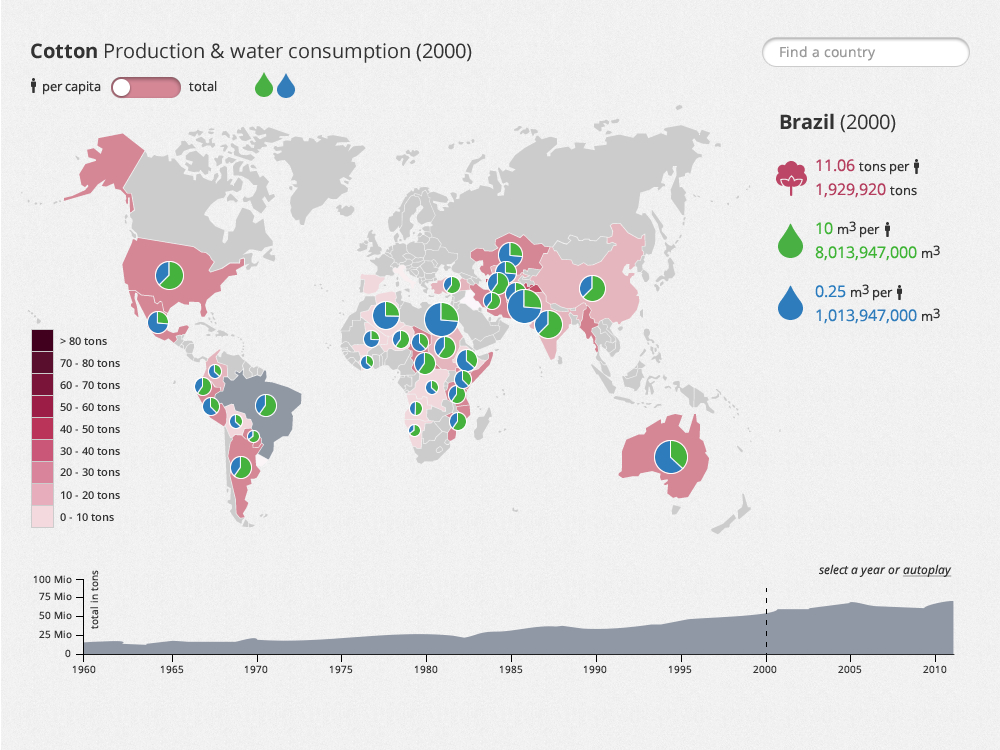 Cotton Production & water consumption (2000)
Find a country
per capita total
Brazil (2000)
11.06 tons per
1,929,920 tons
10 m3 per
8,013,947,000 m3
0.25 m3 per
1,013,947,000 m3
> 80 tons
70 - 80 tons
60 - 70 tons
50 - 60 tons
40 - 50 tons
30 - 40 tons
20 - 30 tons
10 - 20 tons
0 - 10 tons
select a year or autoplay
total in tons
100 Mio
75 Mio
50 Mio
25 Mio
0
1960 1965 1970 1975 1980 1985 1990 1995 2000 2005 2010